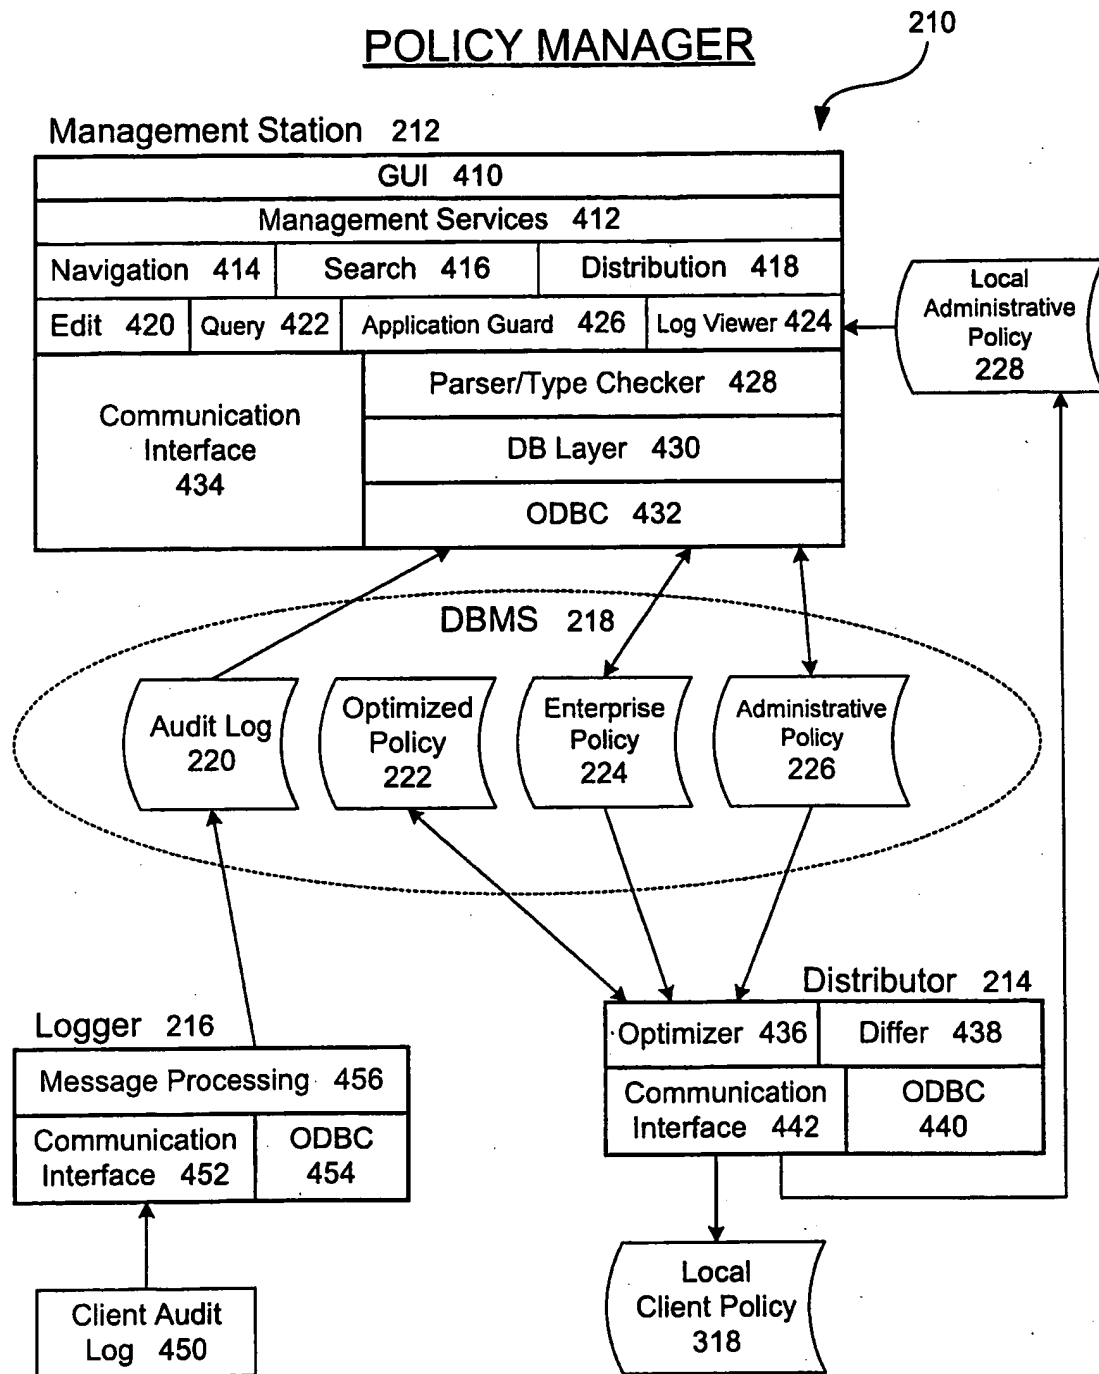 POLICY MANAGER
210
Management Station 212
GUI 410
Management Services 412
Navigation 414
Search 416
Distribution 418
Edit 420
Query 422
Application Guard 426
Log Viewer 424
Local
Administrative
Policy
228
Communication
Interface
434
Parser/Type Checker 428
DB Layer 430
ODBC 432
DBMS 218
Audit Log
220
Optimized
Policy
222
Enterprise
Policy
224
Administrative
Policy
226
Distributor 214
Logger 216
Optimizer 436
Differ 438
Message Processing 456
Communication
Interface 442
ODBC
440
Communication
Interface 452
ODBC
454
Local
Client Policy
318
Client Audit
Log 450